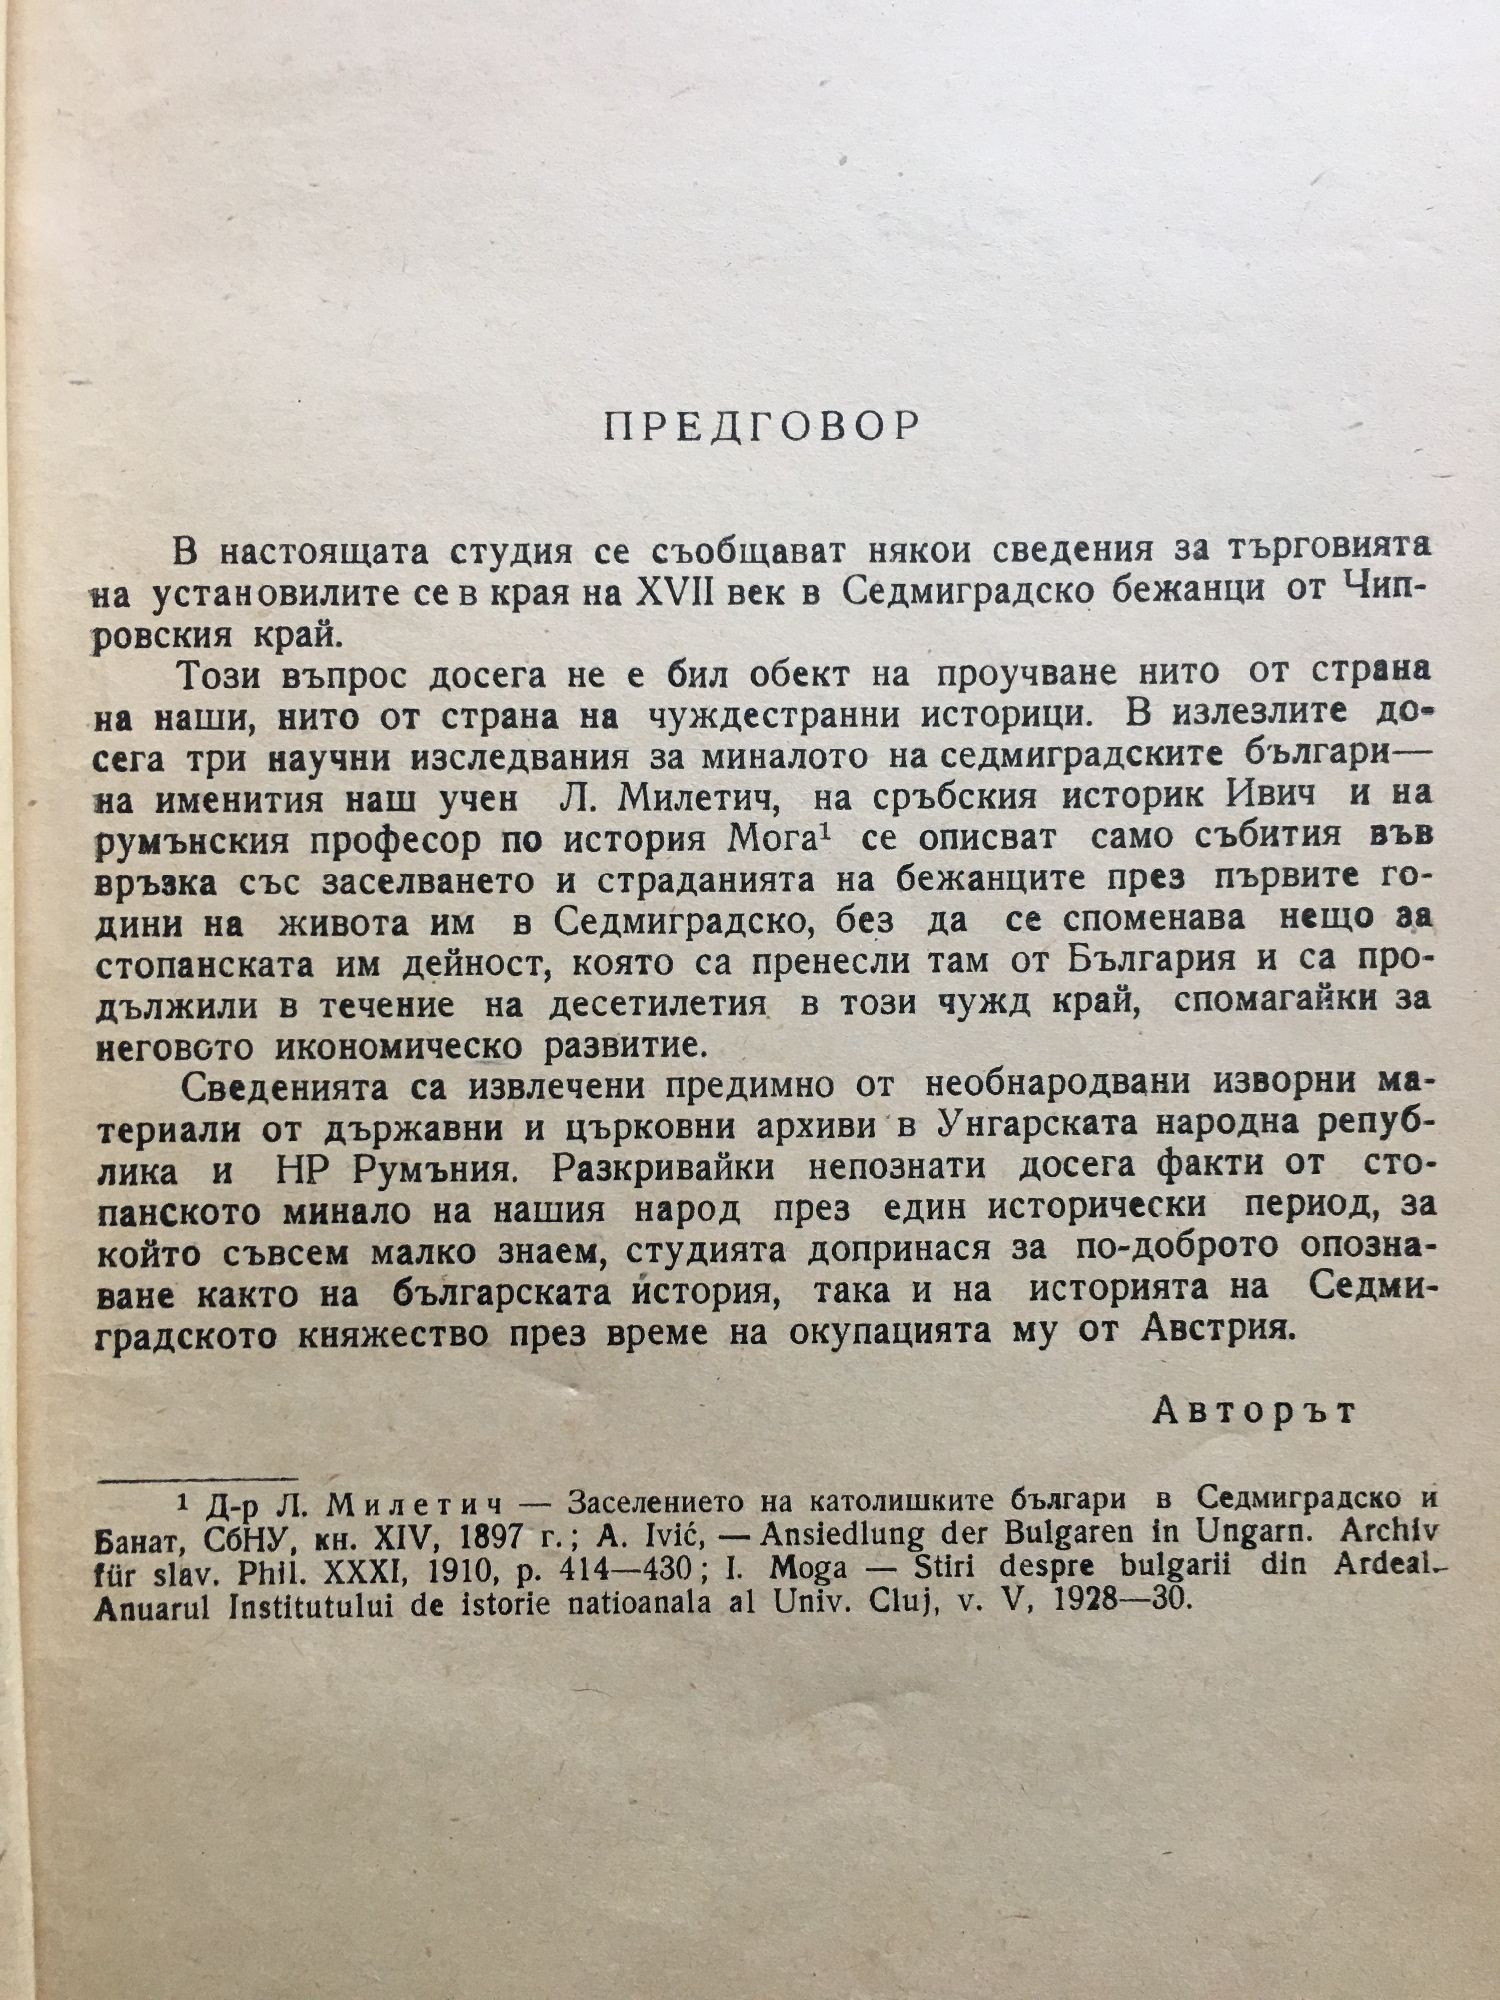 ПРЕДГОВОР
В настоящата студия се съобщават някои сведения за търговията
на установилите се в края на XVII век в Седмиградско бежанци от Чип-
ровския край.
Този въпрос досега не е бил обект на проучване нито от страна
на наши, нито от страна на чуждестранни историци. В излезлите до-
сега три научни изследвания за миналото на седмиградските българи—
на именития наш учен Л. Милетич, на сръбския историк Ивич и на
румънския професор по история Мога¹ се описват само събития във
връзка със заселването и страданията на бежанците през първите го-
дини на живота им в Седмиградско, без да се споменава нещо за
стопанската им дейност, която са пренесли там от България и са про-
дължили в течение на десетилетия в този чужд край, спомагайки за
неговото икономическо развитие.
Сведенията са извлечени предимно от необнародвани изворни ма-
териали от държавни и църковни архиви в Унгарската народна репуб-
лика и НР Румъния. Разкривайки непознати досега факти от сто-
панското минало на нашия народ през един исторически период, за
който съвсем малко знаем, студията допринася за по-доброто опозна-
ване както на българската история, така и на историята на Седми-
градското княжество през време на окупацията му от Австрия.
Авторът
¹ Д-р Л. Милетич — Заселението на католишките българи в Седмиградско и
Банат, СбНУ, кн. XIV, 1897 г.; A. Ivić, — Ansiedlung der Bulgaren in Ungarn. Archiv
für slav. Phil. XXXI, 1910, p. 414—430; I. Moga — Stiri despre bulgarii din Ardeal.
Anuarul Institutului de istorie natioanala al Univ. Cluj, v. V, 1928—30.